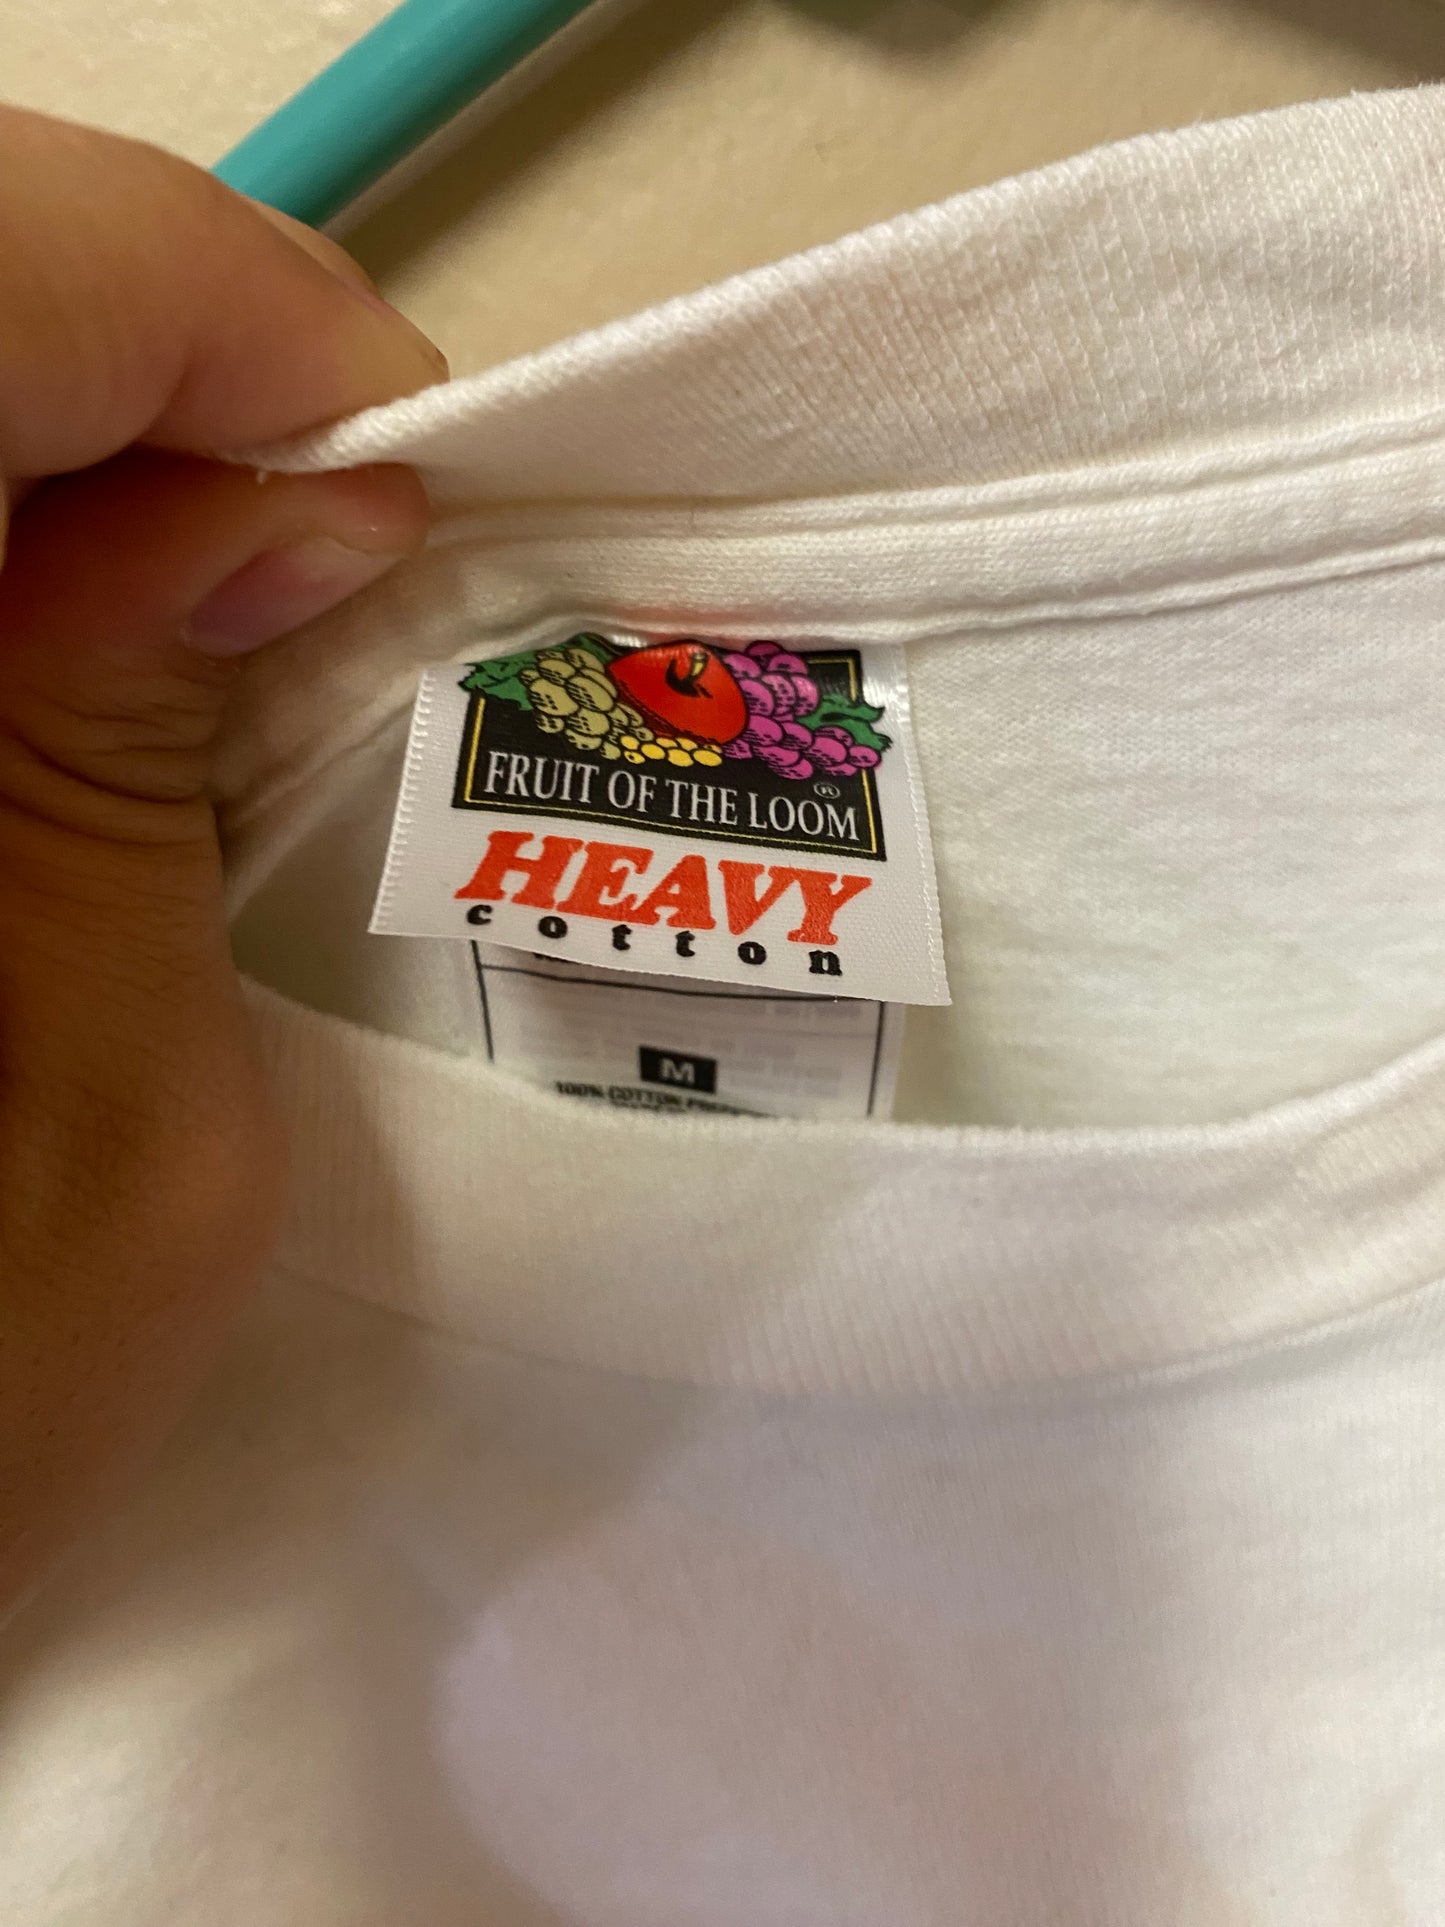 FRUIT OF THE LOOM ®
HEAVY
cotton
M
100% COTTON